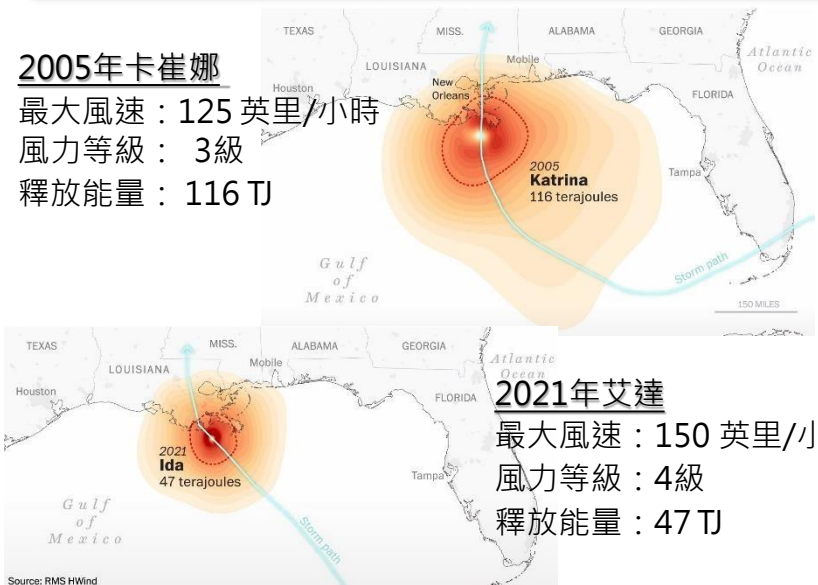 2005年卡崔娜
最大風速：125 英里/小時
風力等級： 3級
釋放能量： 116 TJ
TEXAS
MISS.
ALABAMA
GEORGIA
Atlantic
Ocean
LOUISIANA
Mobile
Houston
New
Orleans
FLORIDA
2005
Katrina
116 terajoules
Tampa
Gulf
of
Mexico
Storm path
150 MILES
TEXAS
MISS.
ALABAMA
GEORGIA
Atlantic
Ocean
LOUISIANA
Mobile
Houston
FLORIDA
2021
Ida
47 terajoules
Tampa
Gulf
of
Mexico
Storm path
Source: RMS HWind
2021年艾達
最大風速：150 英里/小
風力等級：4級
釋放能量：47 TJ